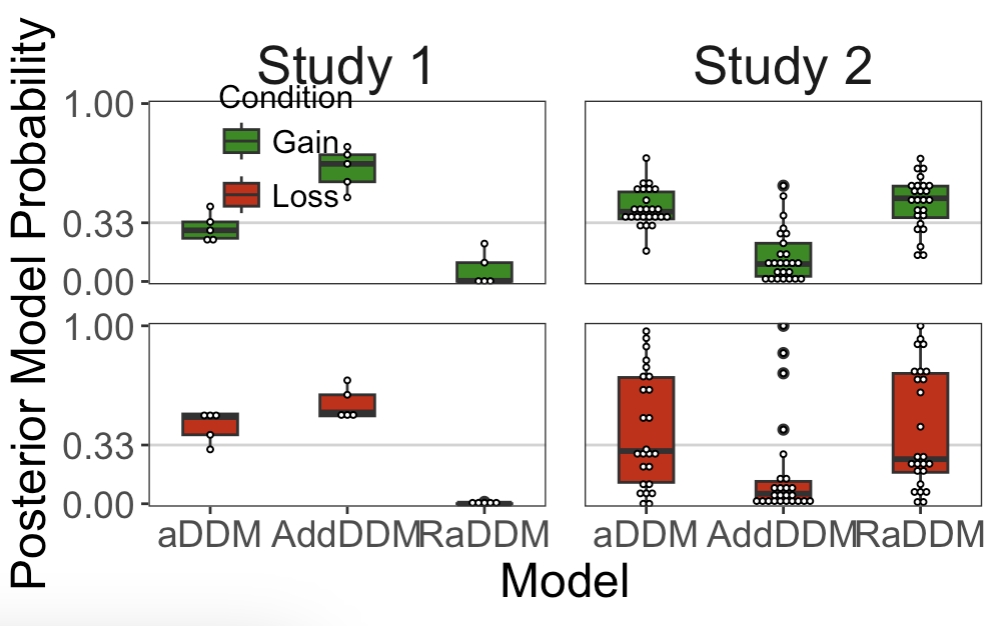 Study 1
Study 2
Posterior Model Probability
Condition
Gain
Loss
1.00
0.33
0.00
1.00
0.33
0.00
aDDM AddDDM RaDDM
aDDM AddDDM RaDDM
Model